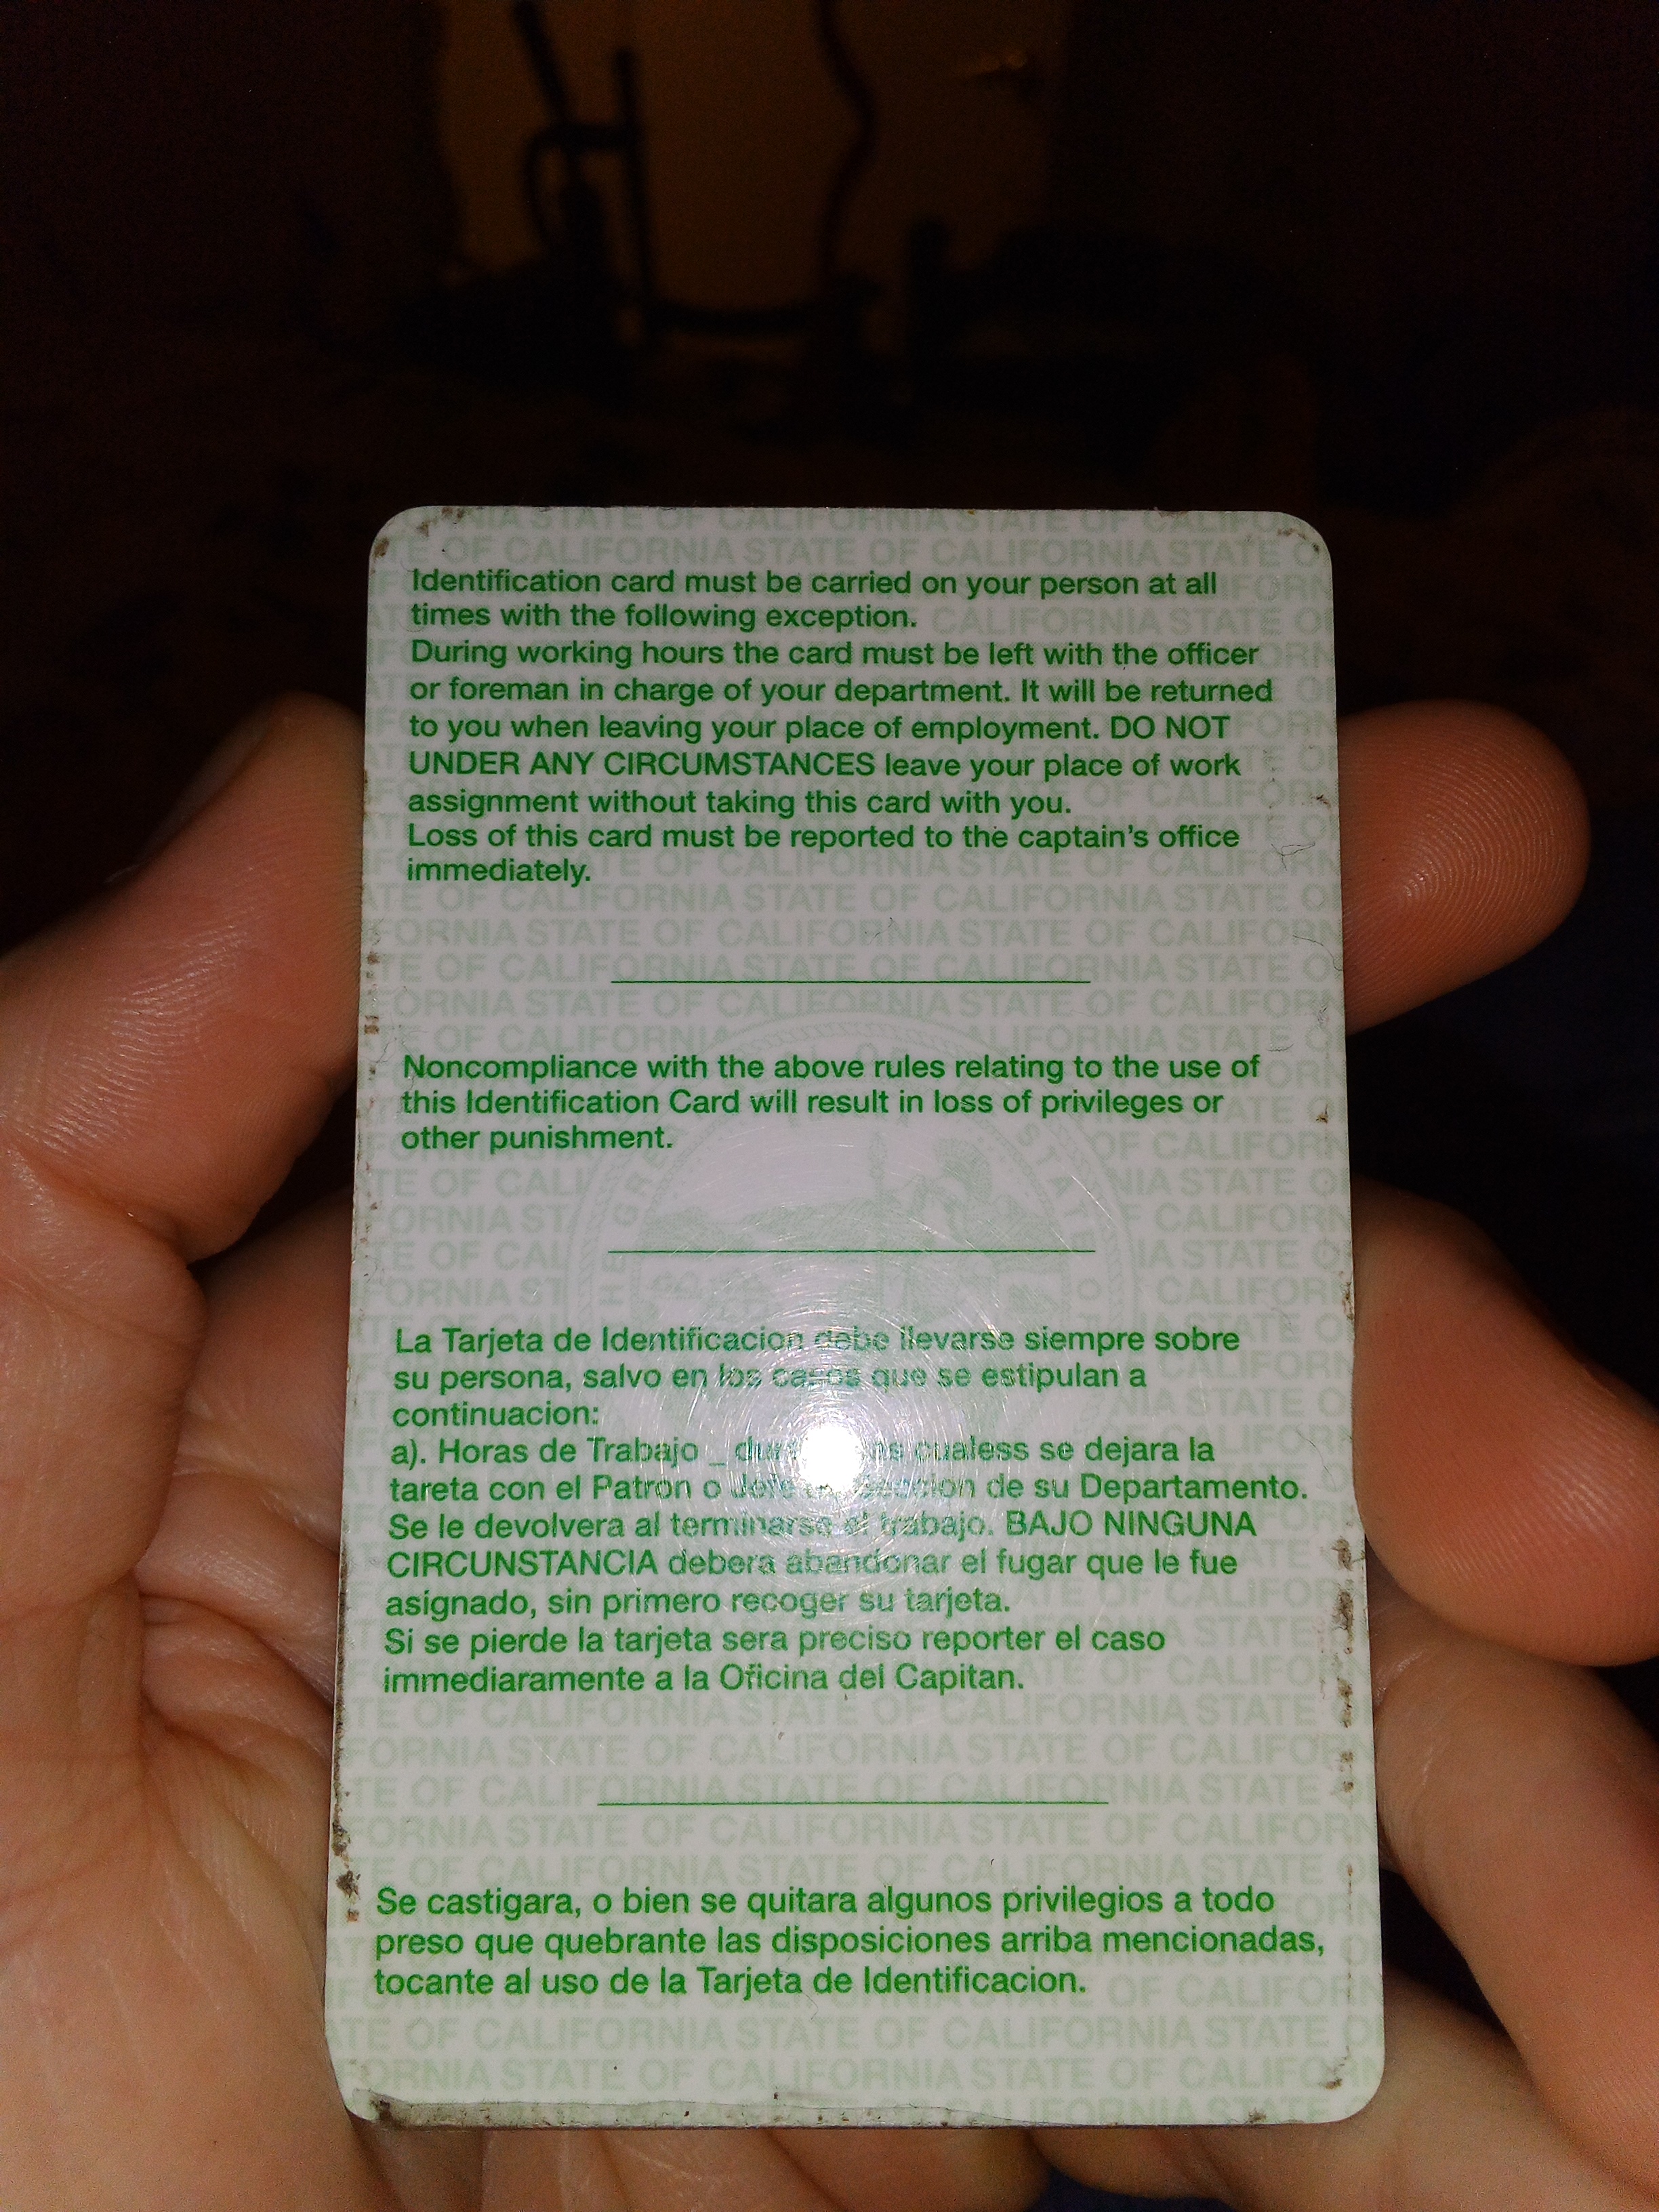 Identification card must be carried on your person at all
times with the following exception.
During working hours the card must be left with the officer
or foreman in charge of your department. It will be returned
to you when leaving your place of employment. DO NOT
UNDER ANY CIRCUMSTANCES leave your place of work
assignment without taking this card with you.
Loss of this card must be reported to the captain's office
immediately.
Noncompliance with the above rules relating to the use of
this Identification Card will result in loss of privileges or
other punishment.
La Tarjeta de Identificacion debe llevarse siempre sobre
su persona, salvo en los casos que se estipulan a
continuacion:
a). Horas de Trabajo _ cualess se dejara la
tareta con el Patron o Jefe seccion de su Departamento.
Se le devolvera al terminarse el trabajo. BAJO NINGUNA
CIRCUNSTANCIA debera abandonar el fugar que le fue
asignado, sin primero recoger su tarjeta.
Si se pierde la tarjeta sera preciso reporter el caso
immediaramente a la Oficina del Capitan.
Se castigara, o bien se quitara algunos privilegios a todo
preso que quebrante las disposiciones arriba mencionadas,
tocante al uso de la Tarjeta de Identificacion.